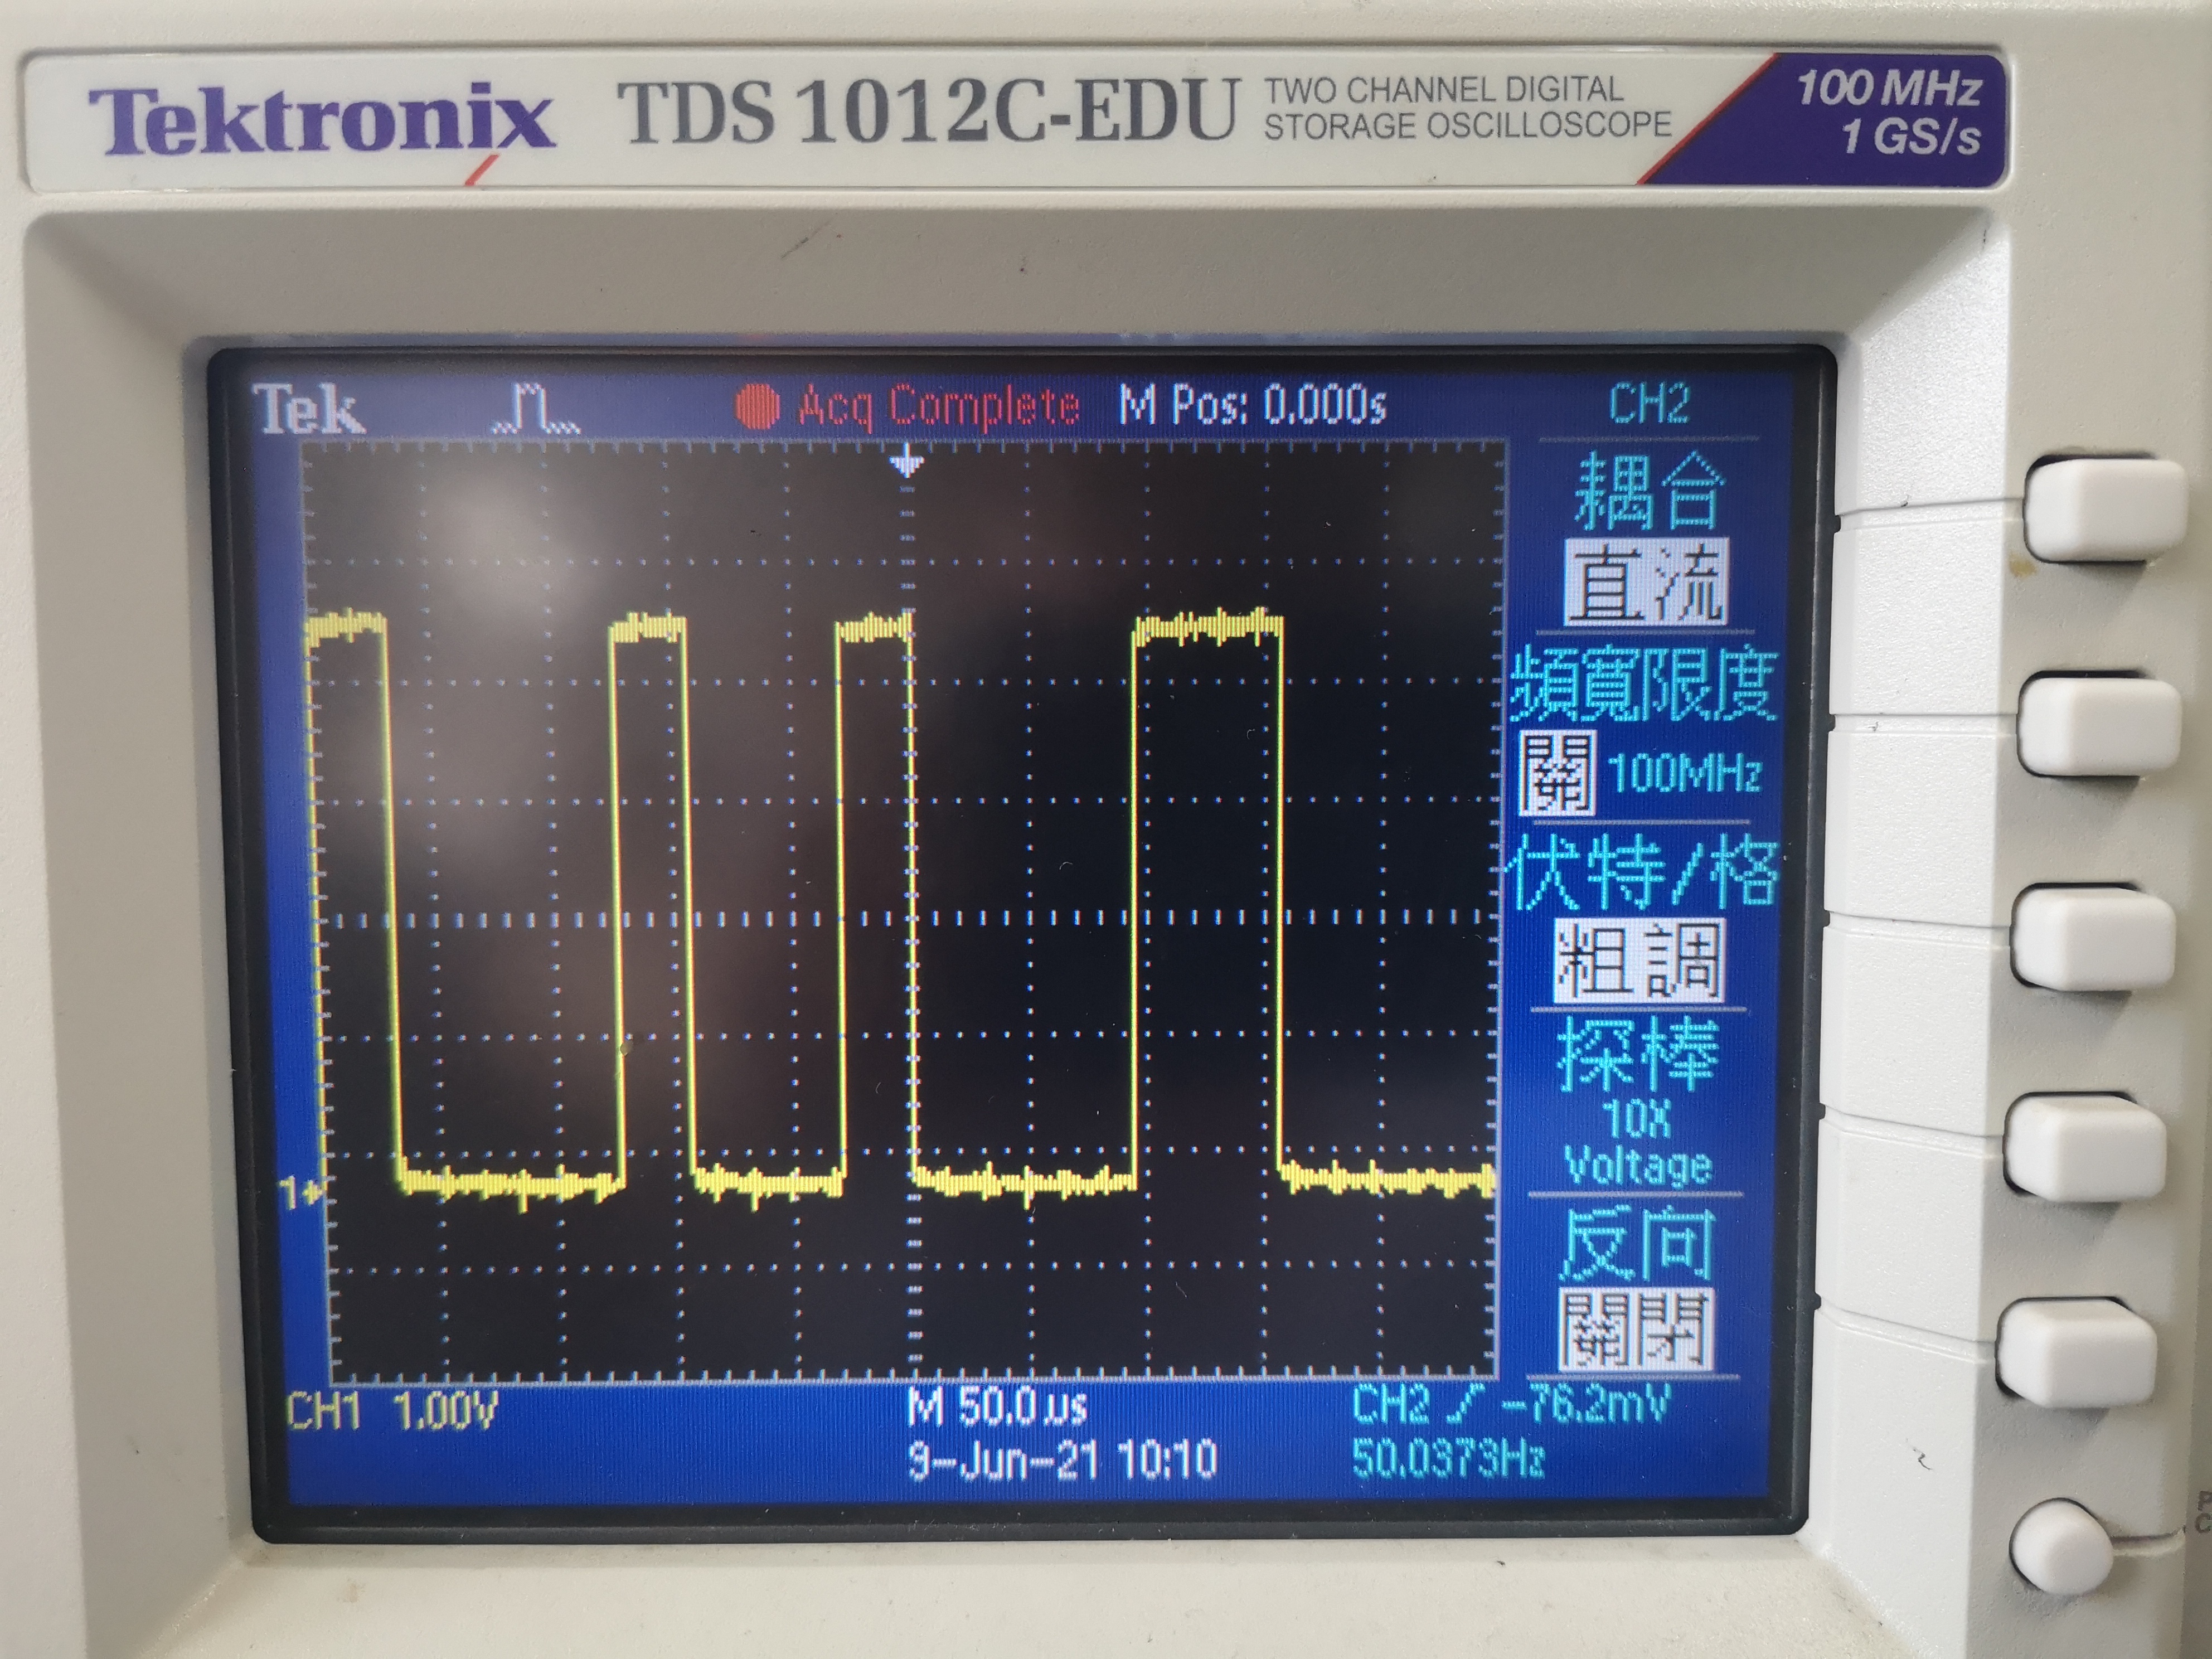 Tektronix TDS 1012C-EDU TWO CHANNEL DIGITAL STORAGE OSCILLOSCOPE
100 MHz
1 GS/s
Tek Acq Complete M Pos: 0.000s CH2
耦合
直流
頻寬限度
關 100MHz
伏特/格
粗調
探棒
10X
Voltage
1
反向
關閉
CH1 1.00V M 50.0µs CH2 -76.2mV
9-Jun-21 10:10 50.0373Hz